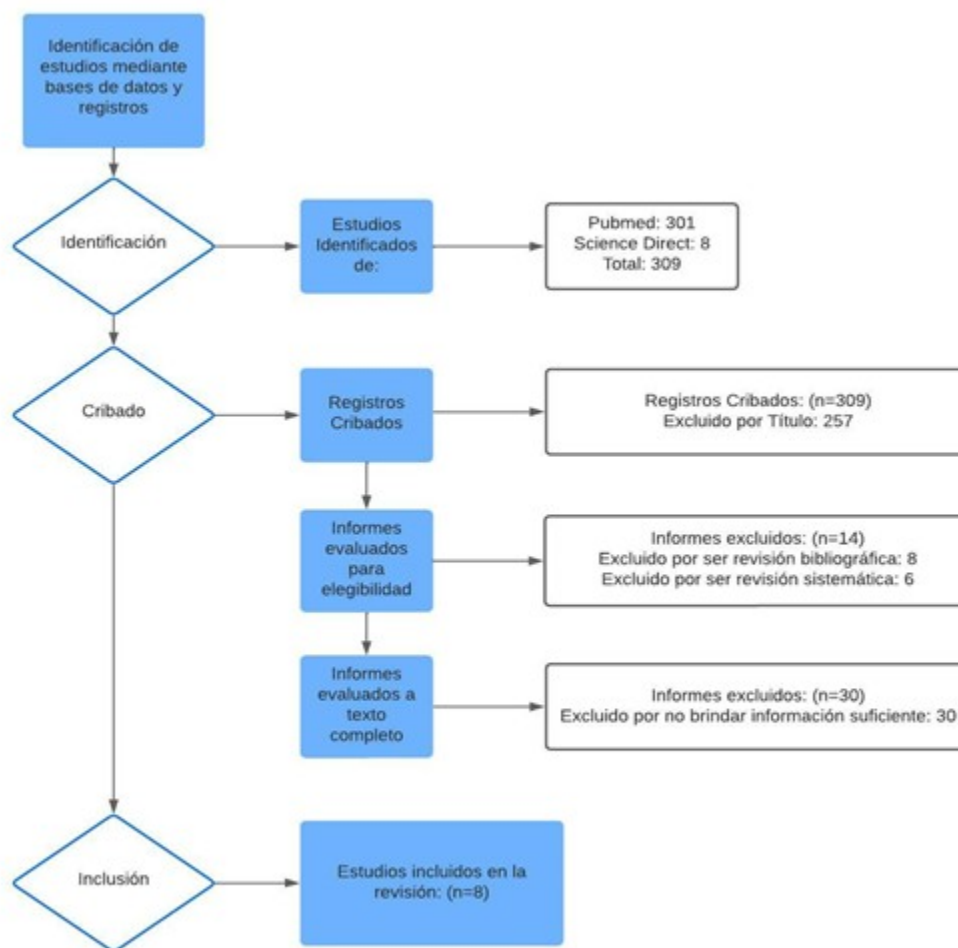 Identificación de
estudios mediante
bases de datos y
registros
Identificación
Estudios
Identificados
de:
Pubmed: 301
Science Direct: 8
Total: 309
Cribado
Registros
Cribados
Registros Cribados: (n=309)
Excluido por Título: 257
Informes
evaluados
para
elegibilidad
Informes excluidos: (n=14)
Excluido por ser revisión bibliográfica: 8
Excluido por ser revisión sistemática: 6
Informes
evaluados a
texto
completo
Informes excluidos: (n=30)
Excluido por no brindar información suficiente: 30
Inclusión
Estudios incluidos en la
revisión: (n=8)